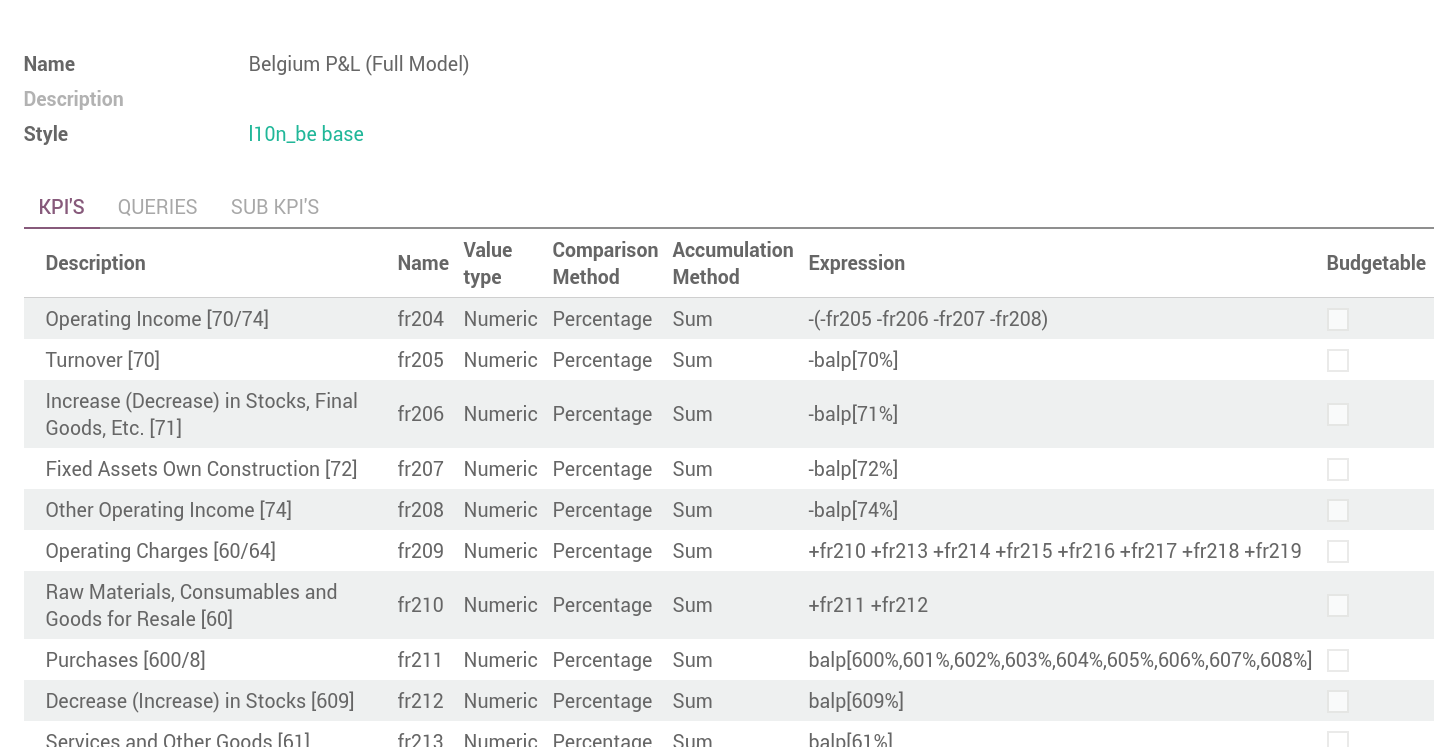 Name Belgium P&L (Full Model)
Description
Style l10n_be base
KPI'S QUERIES SUB KPI'S
Description Name Value type Comparison Method Accumulation Method Expression Budgetable
Operating Income [70/74] fr204 Numeric Percentage Sum -(-fr205 -fr206 -fr207 -fr208)
Turnover [70] fr205 Numeric Percentage Sum -balp[70%]
Increase (Decrease) in Stocks, Final Goods, Etc. [71] fr206 Numeric Percentage Sum -balp[71%]
Fixed Assets Own Construction [72] fr207 Numeric Percentage Sum -balp[72%]
Other Operating Income [74] fr208 Numeric Percentage Sum -balp[74%]
Operating Charges [60/64] fr209 Numeric Percentage Sum +fr210 +fr213 +fr214 +fr215 +fr216 +fr217 +fr218 +fr219
Raw Materials, Consumables and Goods for Resale [60] fr210 Numeric Percentage Sum +fr211 +fr212
Purchases [600/8] fr211 Numeric Percentage Sum balp[600%,601%,602%,603%,604%,605%,606%,607%,608%]
Decrease (Increase) in Stocks [609] fr212 Numeric Percentage Sum balp[609%]
Services and Other Goods [61] fr213 Numeric Percentage Sum balp[61%]